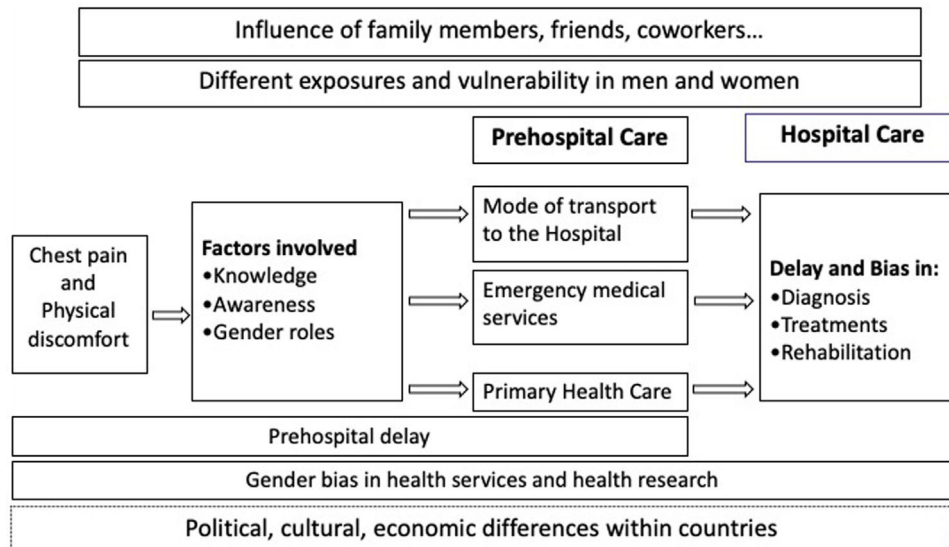 Influence of family members, friends, coworkers...
Different exposures and vulnerability in men and women
Prehospital Care
Hospital Care
Chest pain
and
Physical
discomfort
Factors involved
•Knowledge
•Awareness
•Gender roles
Mode of transport
to the Hospital
Emergency medical
services
Primary Health Care
Delay and Bias in:
•Diagnosis
•Treatments
•Rehabilitation
Prehospital delay
Gender bias in health services and health research
Political, cultural, economic differences within countries